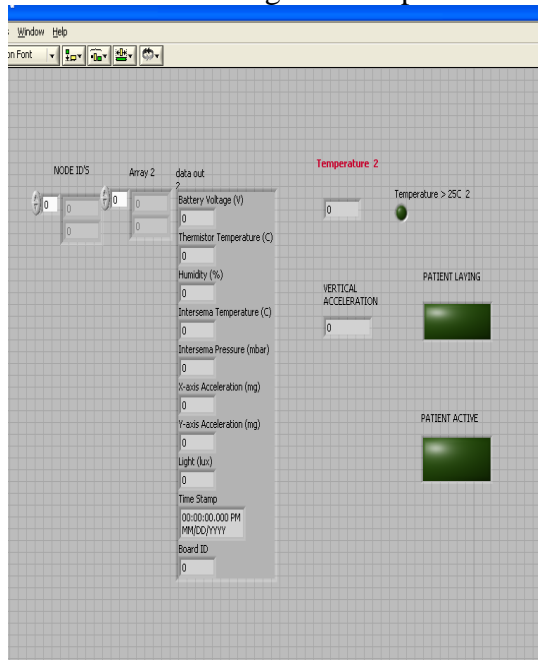 Window Help
on Font
NODE ID'S
Array 2
data out
2
Battery Voltage (V)
0
Thermistor Temperature (C)
0
Humidity (%)
0
Intersema Temperature (C)
0
Intersema Pressure (mbar)
0
X-axis Acceleration (mg)
0
Y-axis Acceleration (mg)
0
Light (lux)
0
Time Stamp
00:00:00.000 PM
MM/DD/YYYY
Board ID
0
0
0
0
0
0
0
Temperature 2
0
Temperature > 25C 2
VERTICAL
ACCELERATION
0
PATIENT LAYING
PATIENT ACTIVE